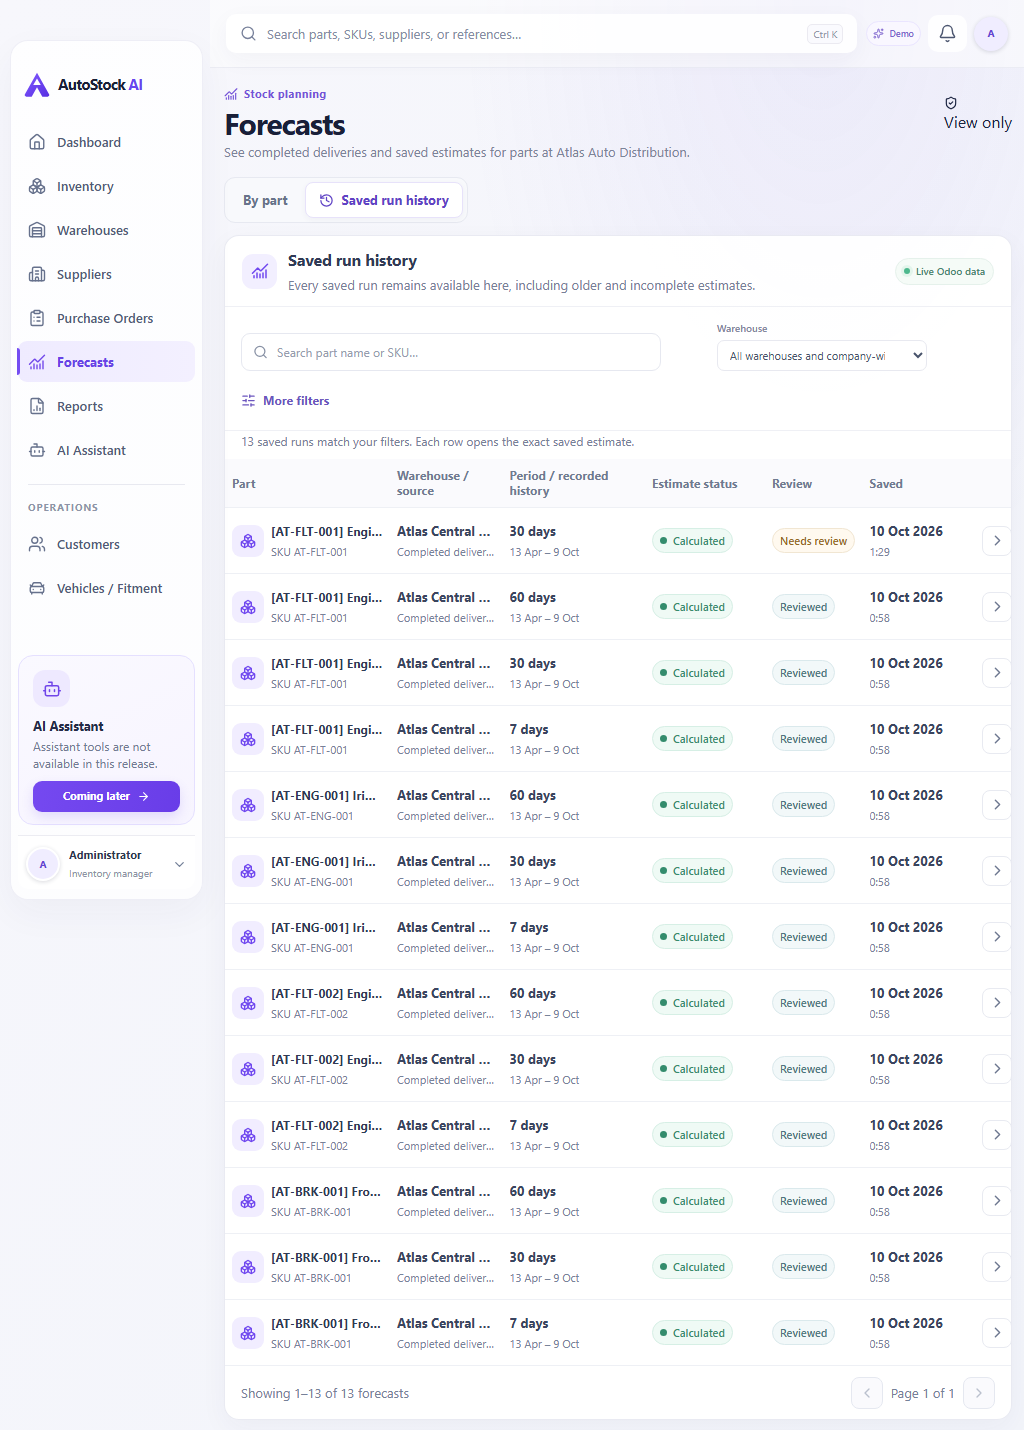 Search parts, SKUs, suppliers, or references...
Ctrl K
Demo
A
AutoStock AI
Dashboard
Inventory
Warehouses
Suppliers
Purchase Orders
Forecasts
Reports
AI Assistant
OPERATIONS
Customers
Vehicles / Fitment
AI Assistant
Assistant tools are not
available in this release.
Coming later
A
Administrator
Inventory manager
Stock planning
Forecasts
See completed deliveries and saved estimates for parts at Atlas Auto Distribution.
View only
By part
Saved run history
Saved run history
Every saved run remains available here, including older and incomplete estimates.
Live Odoo data
Search part name or SKU...
Warehouse
All warehouses and company-wi
More filters
13 saved runs match your filters. Each row opens the exact saved estimate.
Part
Warehouse /
source
Period / recorded
history
Estimate status
Review
Saved
[AT-FLT-001] Engi... Atlas Central ... 30 days Calculated Needs review 10 Oct 2026
SKU AT-FLT-001 Completed deliver... 13 Apr – 9 Oct 1:29
[AT-FLT-001] Engi... Atlas Central ... 60 days Calculated Reviewed 10 Oct 2026
SKU AT-FLT-001 Completed deliver... 13 Apr – 9 Oct 0:58
[AT-FLT-001] Engi... Atlas Central ... 30 days Calculated Reviewed 10 Oct 2026
SKU AT-FLT-001 Completed deliver... 13 Apr – 9 Oct 0:58
[AT-FLT-001] Engi... Atlas Central ... 7 days Calculated Reviewed 10 Oct 2026
SKU AT-FLT-001 Completed deliver... 13 Apr – 9 Oct 0:58
[AT-ENG-001] Iri... Atlas Central ... 60 days Calculated Reviewed 10 Oct 2026
SKU AT-ENG-001 Completed deliver... 13 Apr – 9 Oct 0:58
[AT-ENG-001] Iri... Atlas Central ... 30 days Calculated Reviewed 10 Oct 2026
SKU AT-ENG-001 Completed deliver... 13 Apr – 9 Oct 0:58
[AT-ENG-001] Iri... Atlas Central ... 7 days Calculated Reviewed 10 Oct 2026
SKU AT-ENG-001 Completed deliver... 13 Apr – 9 Oct 0:58
[AT-FLT-002] Engi... Atlas Central ... 60 days Calculated Reviewed 10 Oct 2026
SKU AT-FLT-002 Completed deliver... 13 Apr – 9 Oct 0:58
[AT-FLT-002] Engi... Atlas Central ... 30 days Calculated Reviewed 10 Oct 2026
SKU AT-FLT-002 Completed deliver... 13 Apr – 9 Oct 0:58
[AT-FLT-002] Engi... Atlas Central ... 7 days Calculated Reviewed 10 Oct 2026
SKU AT-FLT-002 Completed deliver... 13 Apr – 9 Oct 0:58
[AT-BRK-001] Fro... Atlas Central ... 60 days Calculated Reviewed 10 Oct 2026
SKU AT-BRK-001 Completed deliver... 13 Apr – 9 Oct 0:58
[AT-BRK-001] Fro... Atlas Central ... 30 days Calculated Reviewed 10 Oct 2026
SKU AT-BRK-001 Completed deliver... 13 Apr – 9 Oct 0:58
[AT-BRK-001] Fro... Atlas Central ... 7 days Calculated Reviewed 10 Oct 2026
SKU AT-BRK-001 Completed deliver... 13 Apr – 9 Oct 0:58
Showing 1–13 of 13 forecasts
Page 1 of 1